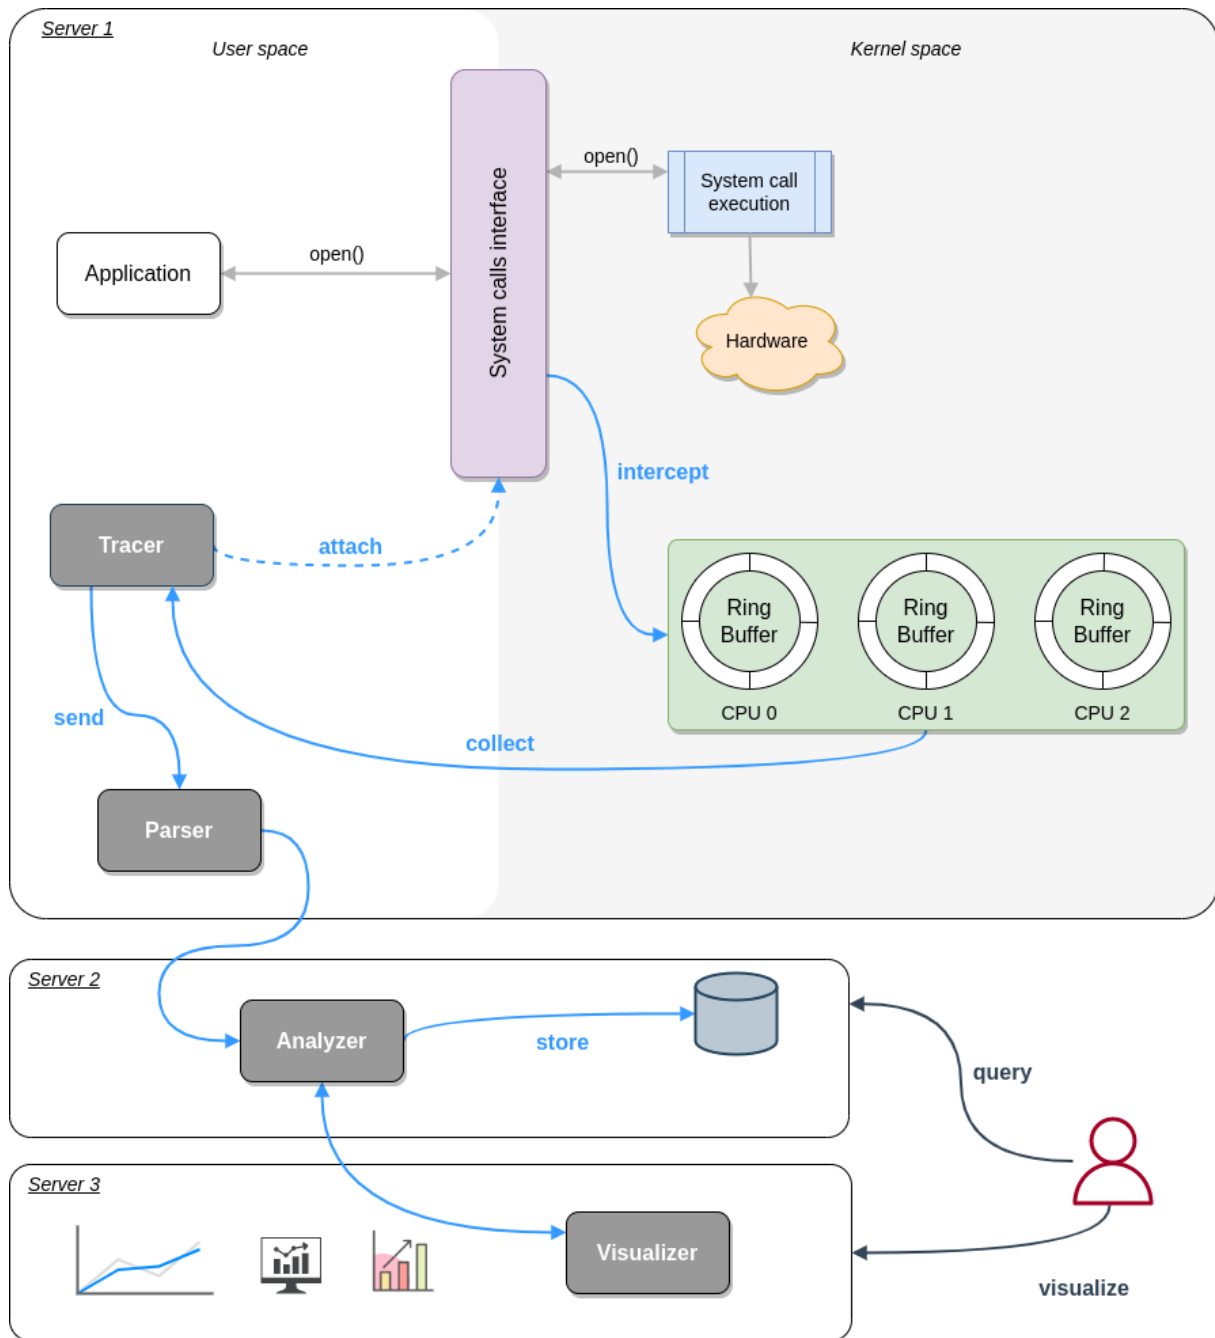 Server 1
User space
Kernel space
open()
System call
execution
System calls interface
open()
Application
Hardware
intercept
Tracer
attach
Ring
Buffer
Ring
Buffer
Ring
Buffer
CPU 0
CPU 1
CPU 2
send
collect
Parser
Server 2
Analyzer
store
query
Server 3
Visualizer
visualize